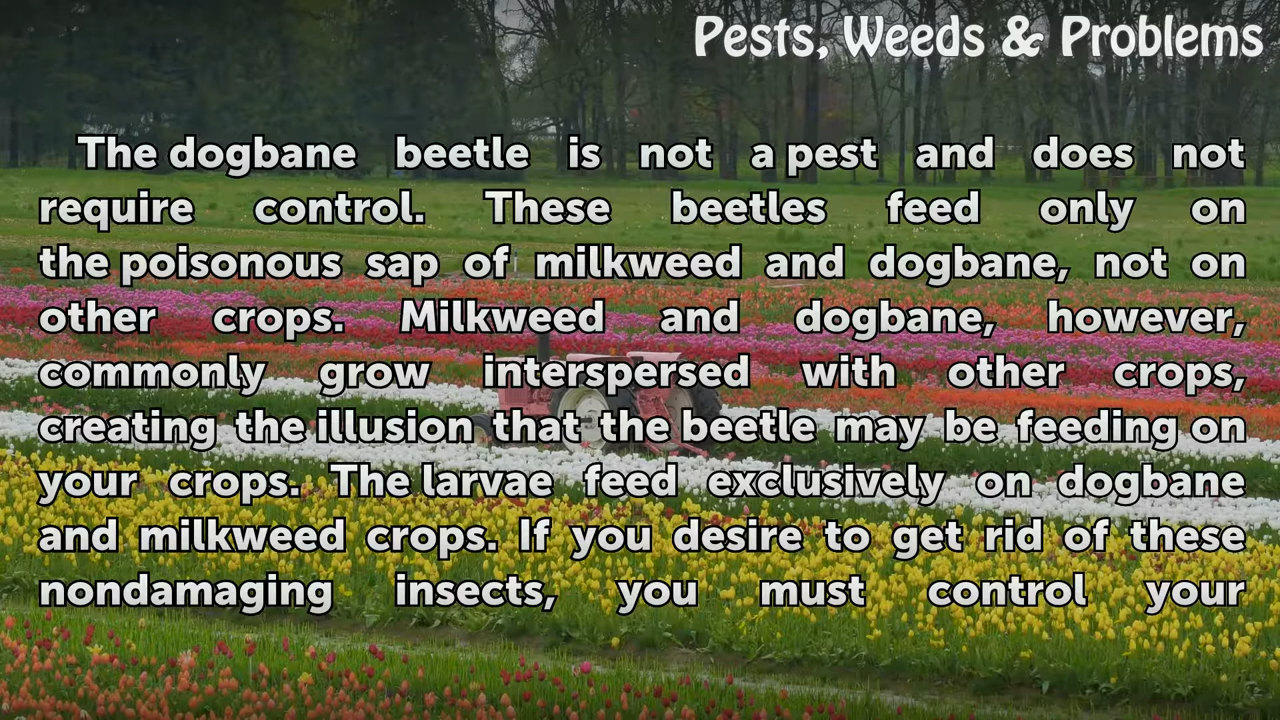 Pests, Weeds & Problems
The dogbane beetle is not a pest and does not
require control. These beetles feed only on
the poisonous sap of milkweed and dogbane, not on
other crops. Milkweed and dogbane, however,
commonly grow interspersed with other crops,
creating the illusion that the beetle may be feeding on
your crops. The larvae feed exclusively on dogbane
and milkweed crops. If you desire to get rid of these
nondamaging insects, you must control your